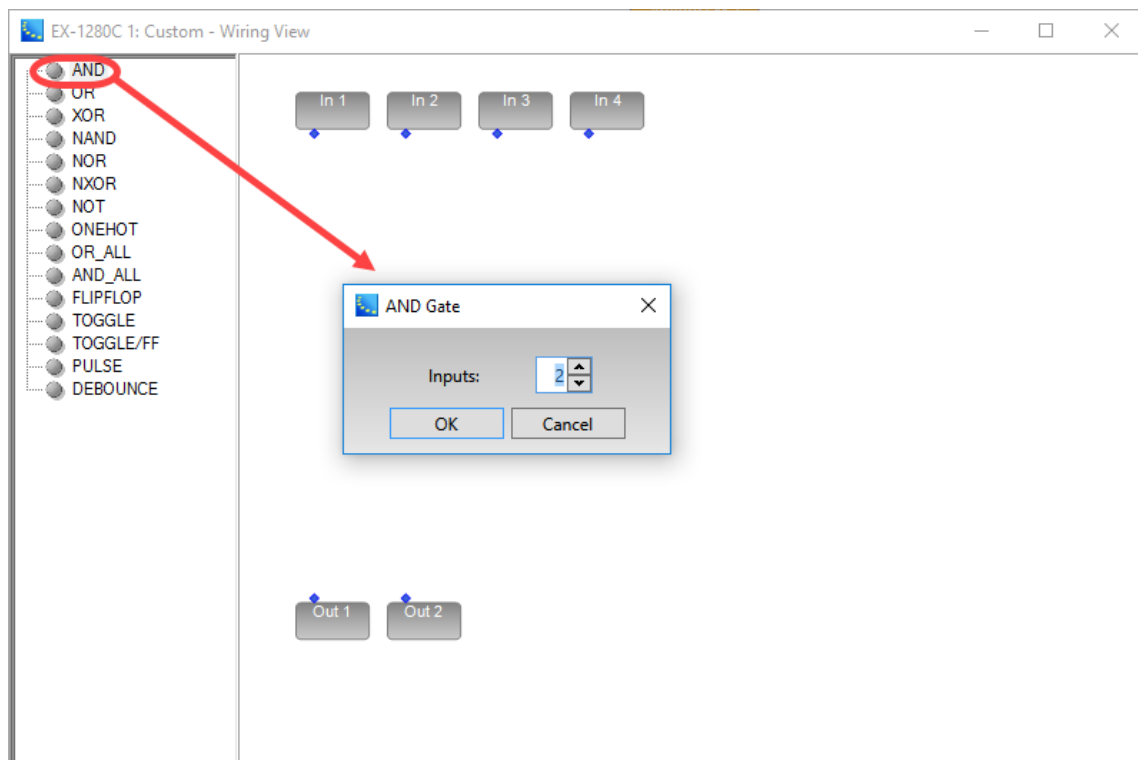 EX-1280C 1: Custom - Wiring View
AND
OR
XOR
NAND
NOR
NXOR
NOT
ONEHOT
OR_ALL
AND_ALL
FLIPFLOP
TOGGLE
TOGGLE/FF
PULSE
DEBOUNCE
In 1 In 2 In 3 In 4
AND Gate
Inputs: 2
OK Cancel
Out 1 Out 2